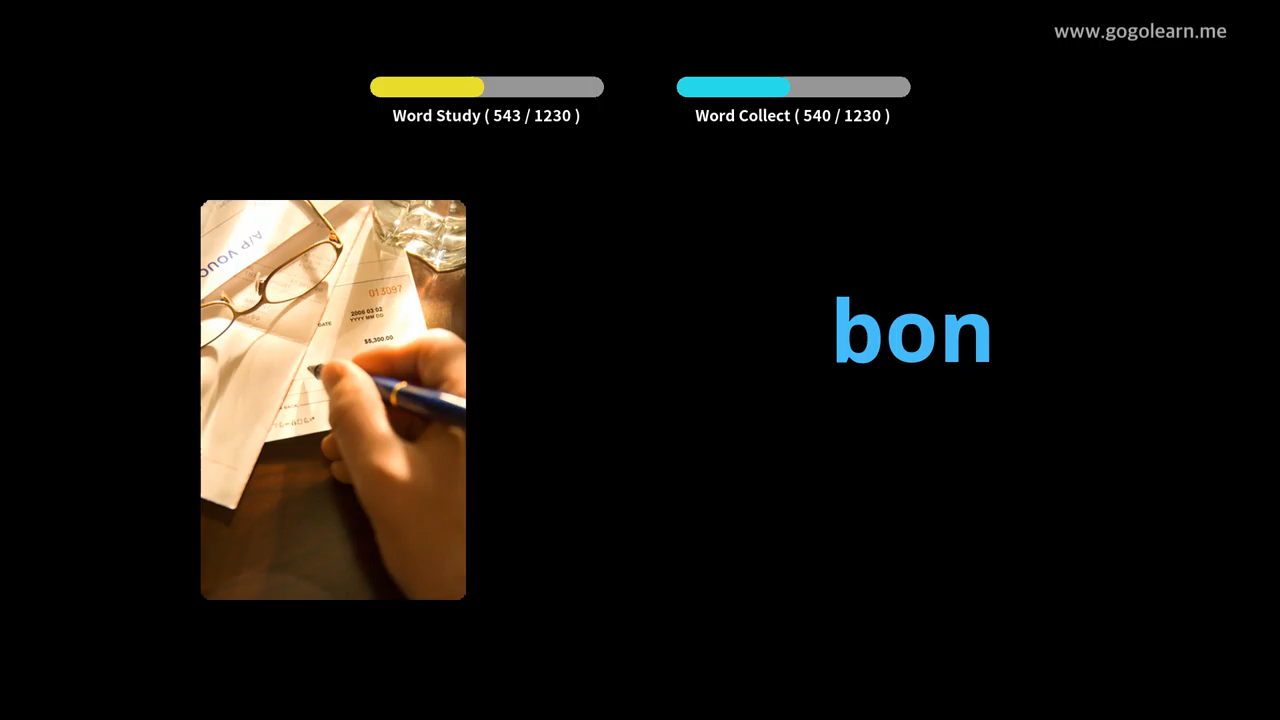 www.gogolearn.me
Word Study ( 543 / 1230 )
Word Collect ( 540 / 1230 )
A/P VOUC
013097
2006 03 02
YYYY MM DD
DATE
$5,300.00
bon